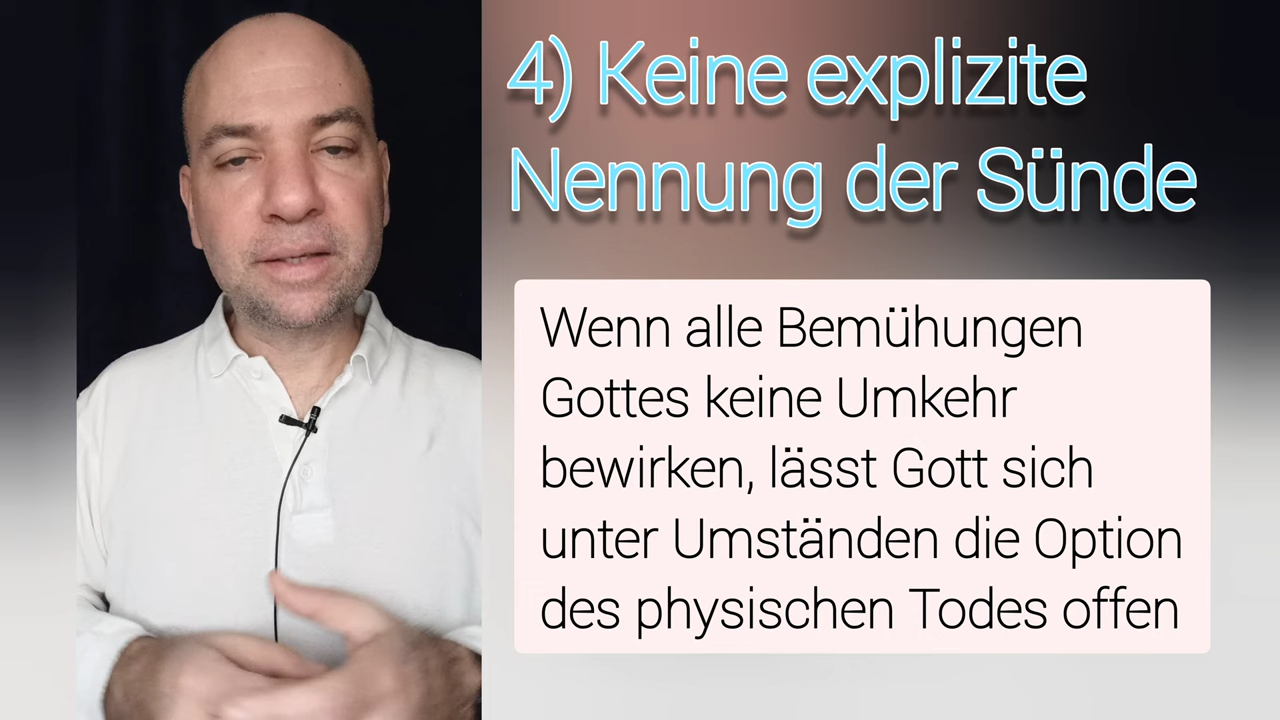 4) Keine explizite
Nennung der Sünde
Wenn alle Bemühungen
Gottes keine Umkehr
bewirken, lässt Gott sich
unter Umständen die Option
des physischen Todes offen